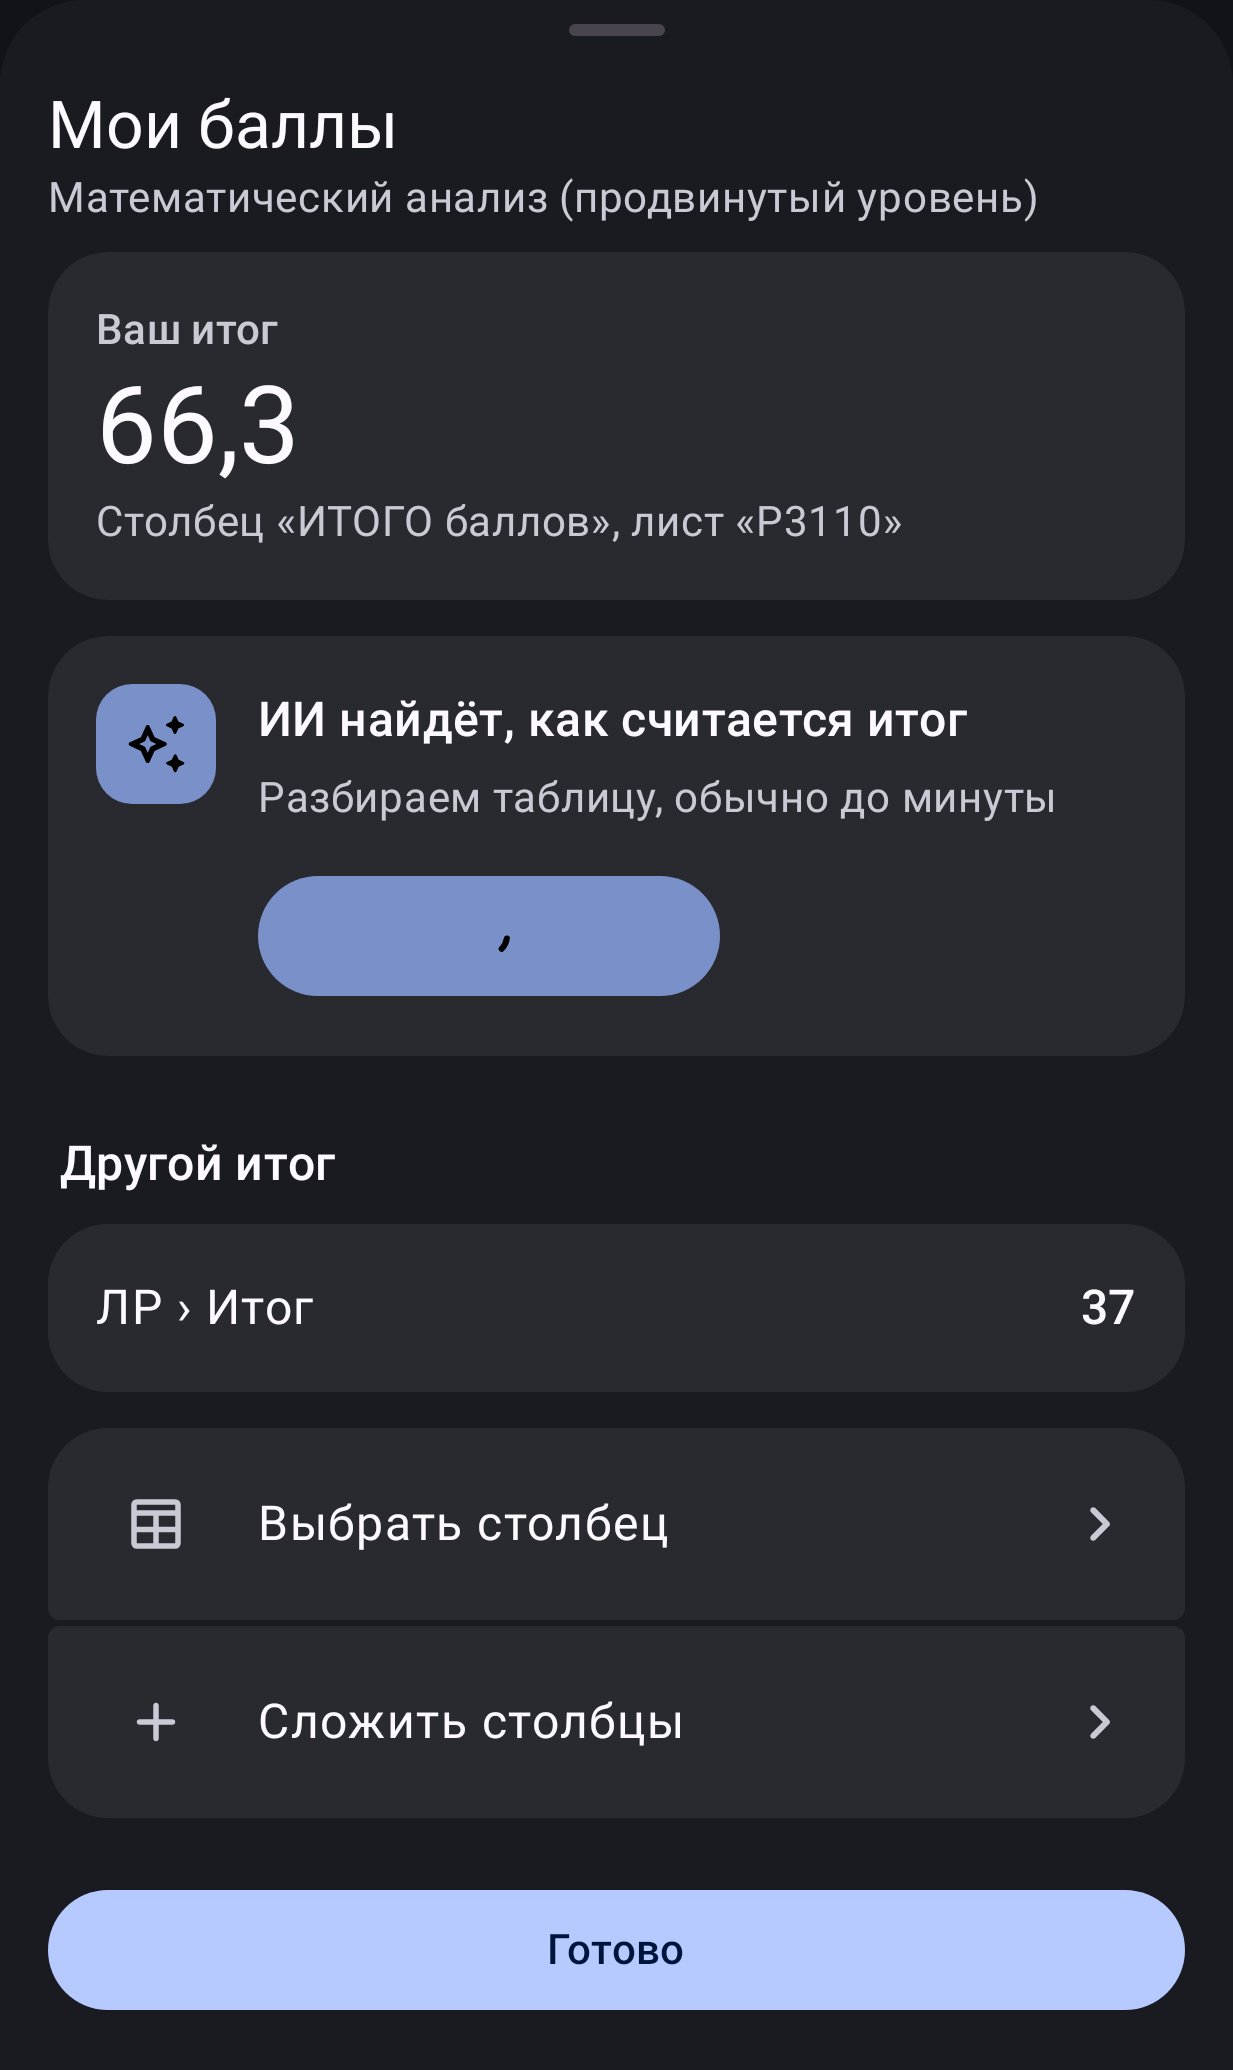 Мои баллы
Математический анализ (продвинутый уровень)
Ваш итог
66,3
Столбец «ИТОГО баллов», лист «P3110»
ИИ найдёт, как считается итог
Разбираем таблицу, обычно до минуты
Другой итог
ЛР › Итог
37
Выбрать столбец
Сложить столбцы
Готово